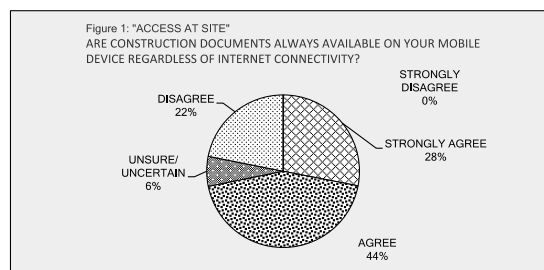 Figure 1: "ACCESS AT SITE"
ARE CONSTRUCTION DOCUMENTS ALWAYS AVAILABLE ON YOUR MOBILE
DEVICE REGARDLESS OF INTERNET CONNECTIVITY?
STRONGLY
DISAGREE
0%
DISAGREE
22%
STRONGLY AGREE
28%
UNSURE/
UNCERTAIN
6%
AGREE
44%